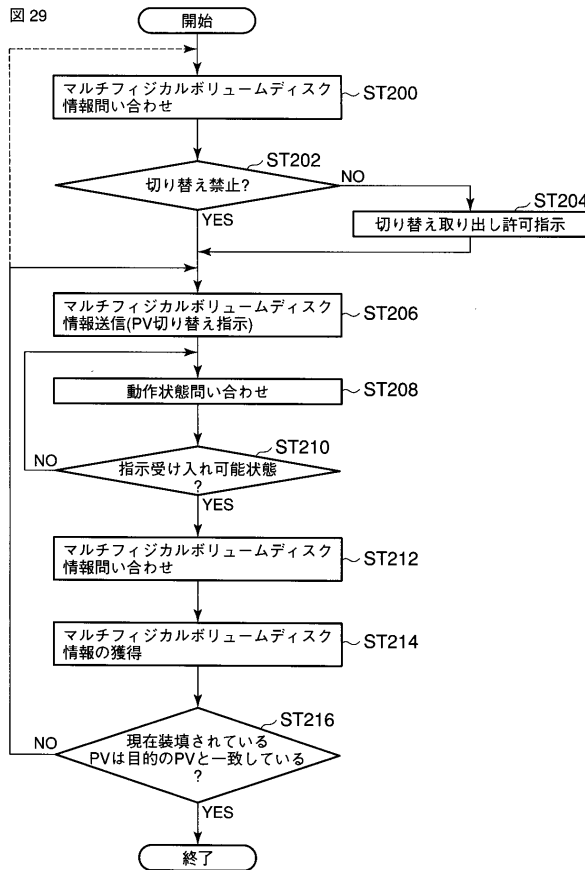 図 29
開始
マルチフィジカルボリュームディスク
情報問い合わせ
ST200
ST202
切り替え禁止?
NO
YES
ST204
切り替え取り出し許可指示
マルチフィジカルボリュームディスク
情報送信(PV切り替え指示)
ST206
動作状態問い合わせ
ST208
ST210
NO
指示受け入れ可能状態
?
YES
マルチフィジカルボリュームディスク
情報問い合わせ
ST212
マルチフィジカルボリュームディスク
情報の獲得
ST214
ST216
NO
現在装填されている
PVは目的のPVと一致している
?
YES
終了